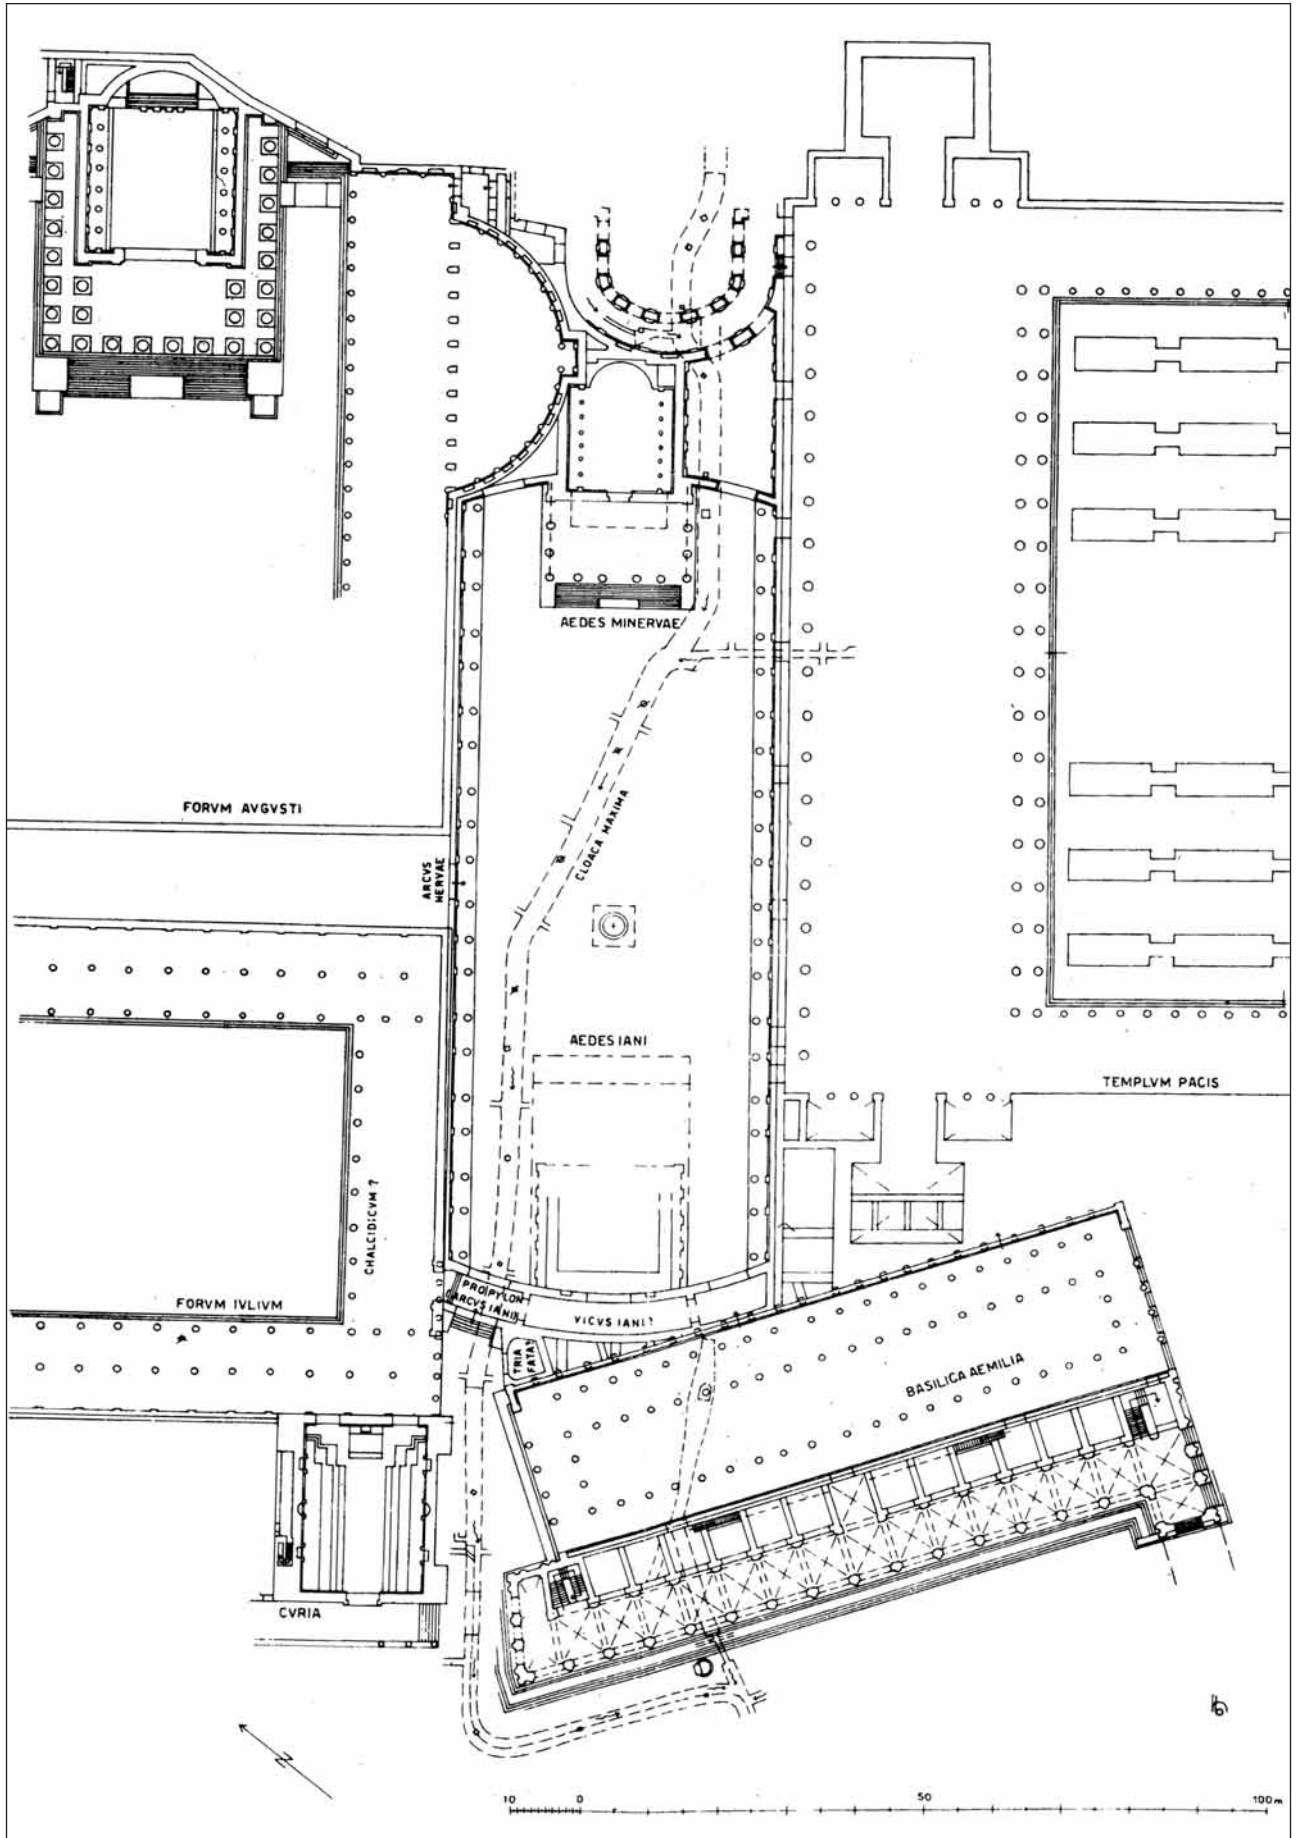 AEDES MINERVAE
FORVM AVGVSTI
CLOACA MAXIMA
ARCVS
NERVAE
AEDES IANI
TEMPLVM PACIS
CHALCIDICVM ?
FORVM IVLIVM
PROPYLON
(ARCVS IANI)
VICVS IANI ?
TRIA
FATA?
BASILICA AEMILIA
CVRIA
N
10 0 50 100 m